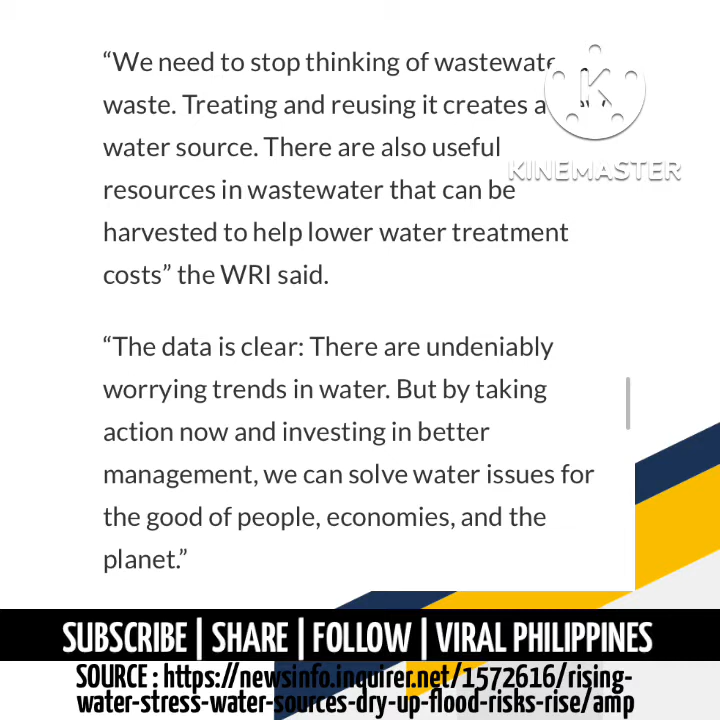 “We need to stop thinking of wastewate
waste. Treating and reusing it creates a
water source. There are also useful
resources in wastewater that can be
harvested to help lower water treatment
costs” the WRI said.
“The data is clear: There are undeniably
worrying trends in water. But by taking
action now and investing in better
management, we can solve water issues for
the good of people, economies, and the
planet.”
K
KINEMASTER
SUBSCRIBE | SHARE | FOLLOW | VIRAL PHILIPPINES
SOURCE : https://newsinfo.inquirer.net/1572616/rising-
water-stress-water-sources-dry-up-flood-risks-rise/amp